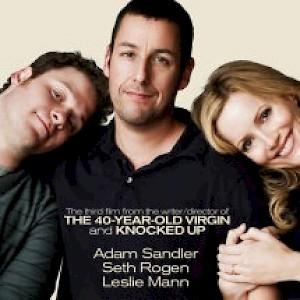 The third film from the writer/director of
THE 40-YEAR-OLD VIRGIN
and KNOCKED UP
Adam Sandler
Seth Rogen
Leslie Mann